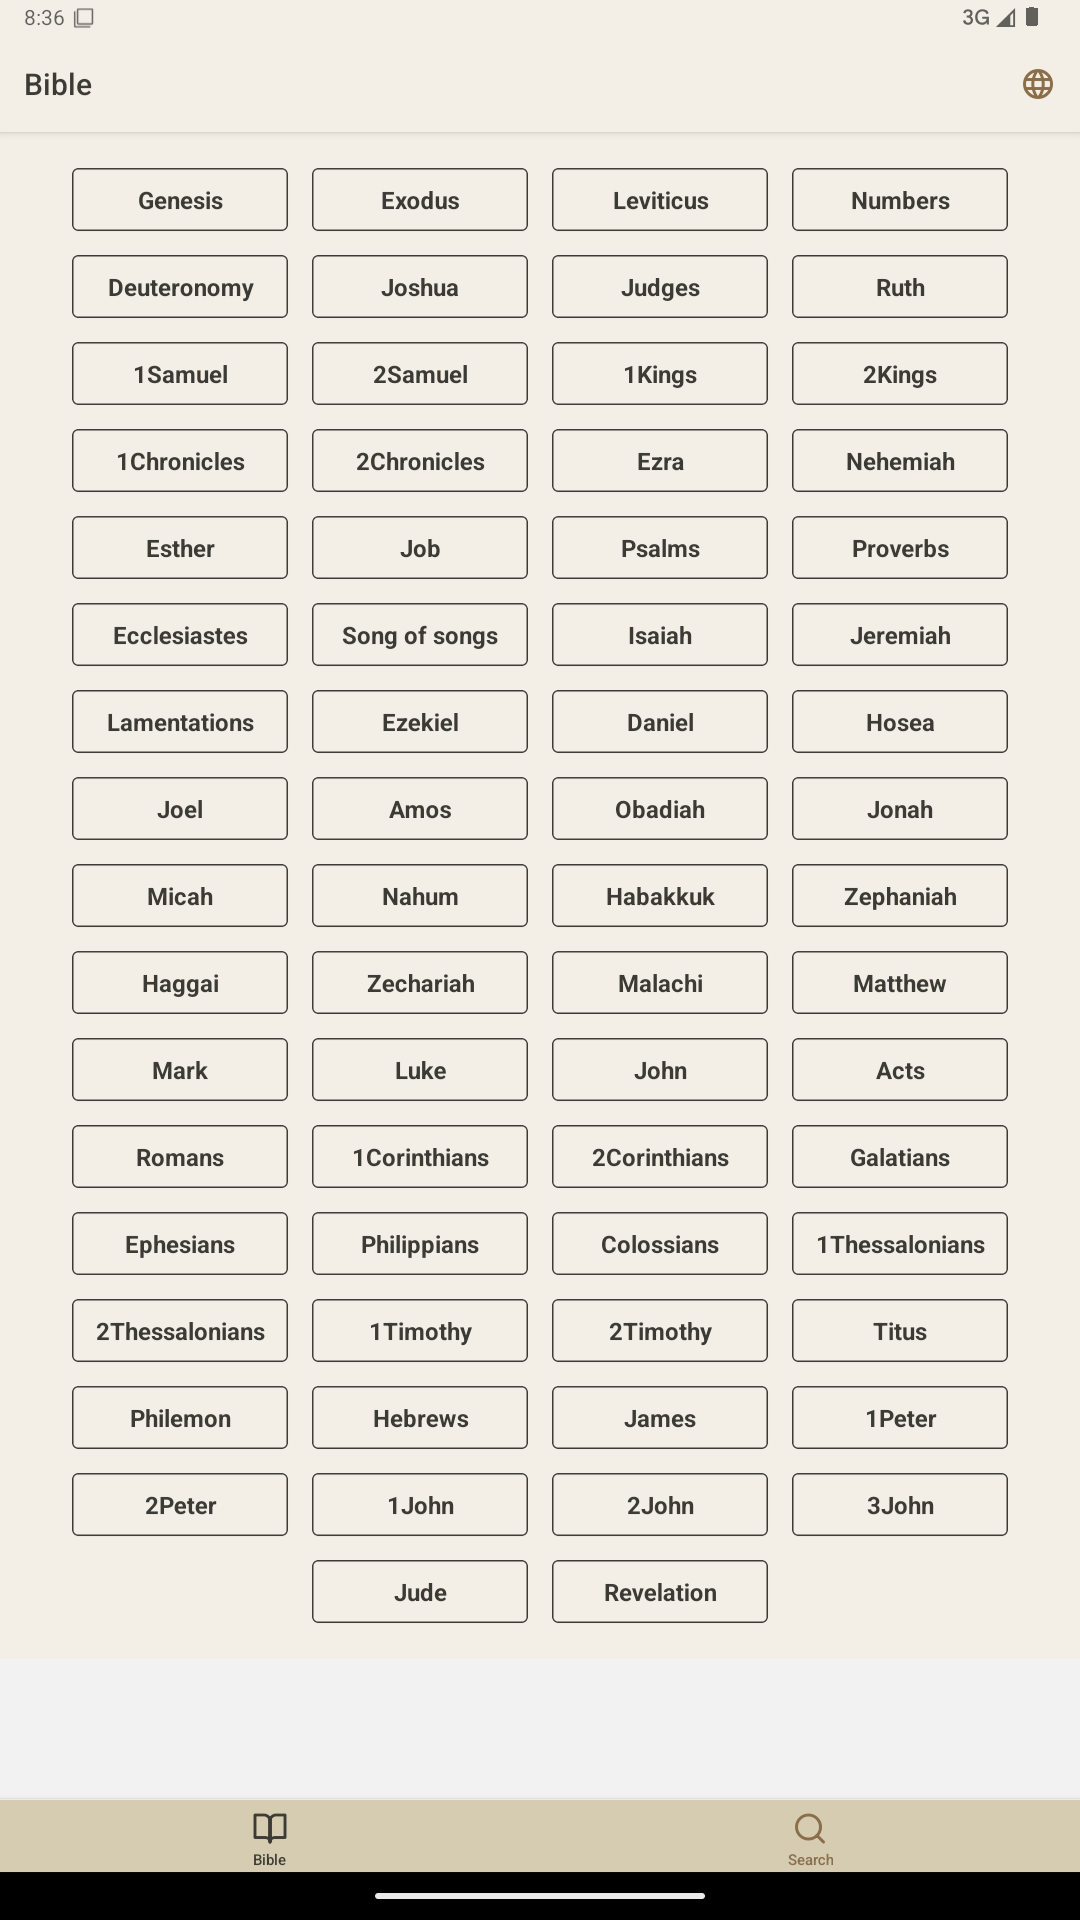 8:36
3G
Bible
Genesis Exodus Leviticus Numbers
Deuteronomy Joshua Judges Ruth
1Samuel 2Samuel 1Kings 2Kings
1Chronicles 2Chronicles Ezra Nehemiah
Esther Job Psalms Proverbs
Ecclesiastes Song of songs Isaiah Jeremiah
Lamentations Ezekiel Daniel Hosea
Joel Amos Obadiah Jonah
Micah Nahum Habakkuk Zephaniah
Haggai Zechariah Malachi Matthew
Mark Luke John Acts
Romans 1Corinthians 2Corinthians Galatians
Ephesians Philippians Colossians 1Thessalonians
2Thessalonians 1Timothy 2Timothy Titus
Philemon Hebrews James 1Peter
2Peter 1John 2John 3John
Jude Revelation
Bible Search